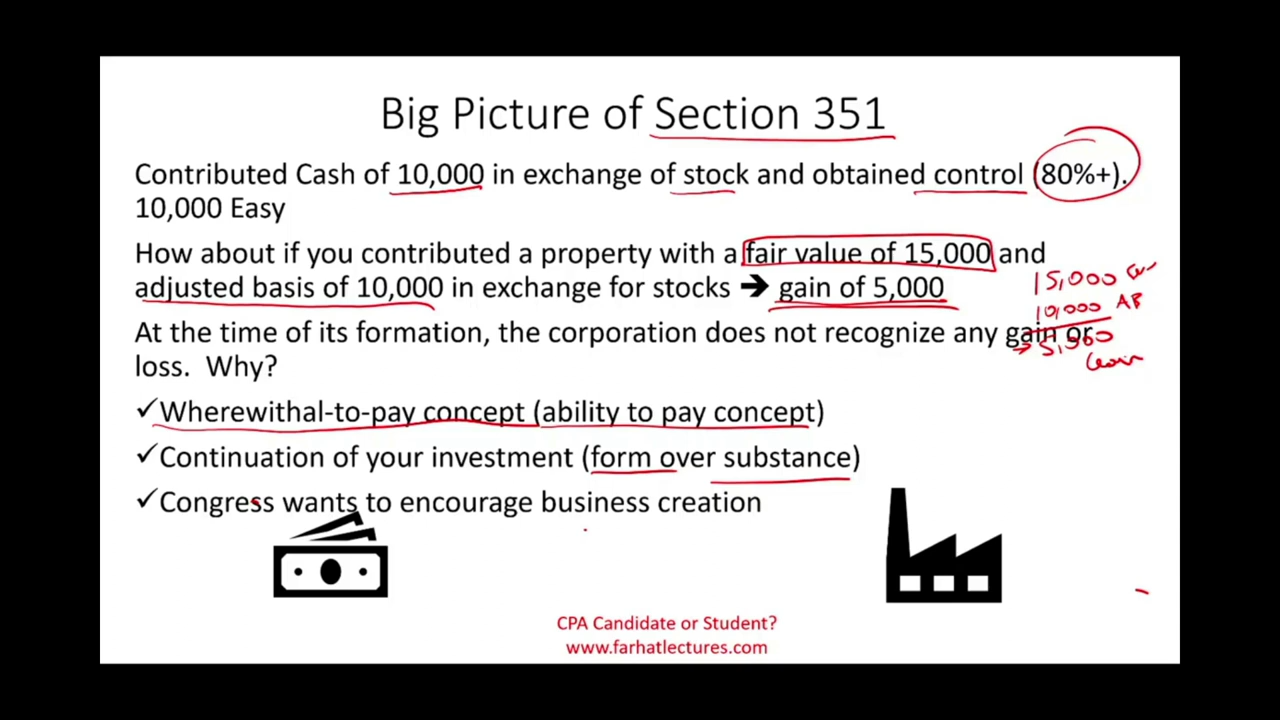 Big Picture of Section 351
Contributed Cash of 10,000 in exchange of stock and obtained control (80%+).
10,000 Easy
How about if you contributed a property with a fair value of 15,000 and
adjusted basis of 10,000 in exchange for stocks ➔ gain of 5,000
15,000
10,000 AB
5,000
Gain
At the time of its formation, the corporation does not recognize any gain or
loss. Why?
✓Wherewithal-to-pay concept (ability to pay concept)
✓Continuation of your investment (form over substance)
✓Congress wants to encourage business creation
CPA Candidate or Student?
www.farhatlectures.com